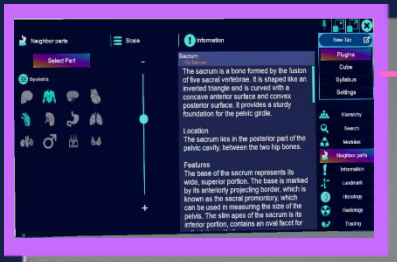 Neighbor parts
Select Part
Systems
Scale
-
+
Information
Sacrum
Os Sacrum
The sacrum is a bone formed by the fusion
of five sacral vertebrae. It is shaped like an
inverted triangle and is curved with a
concave anterior surface and convex
posterior surface. It provides a sturdy
foundation for the pelvic girdle.
Location
The sacrum lies in the posterior part of the
pelvic cavity, between the two hip bones.
Features
The base of the sacrum represents its
wide, superior portion. The base is marked
by its anteriorly projecting border, which is
known as the sacral promontory, which
can be used in measuring the size of the
pelvis. The slim apex of the sacrum is its
inferior portion, contains an oval facet for
New Tab
Plugins
Cube
Syllabus
Settings
Hierarchy
Search
Modules
Neighbor parts
Information
Landmark
Histology
Radiology
Tracing